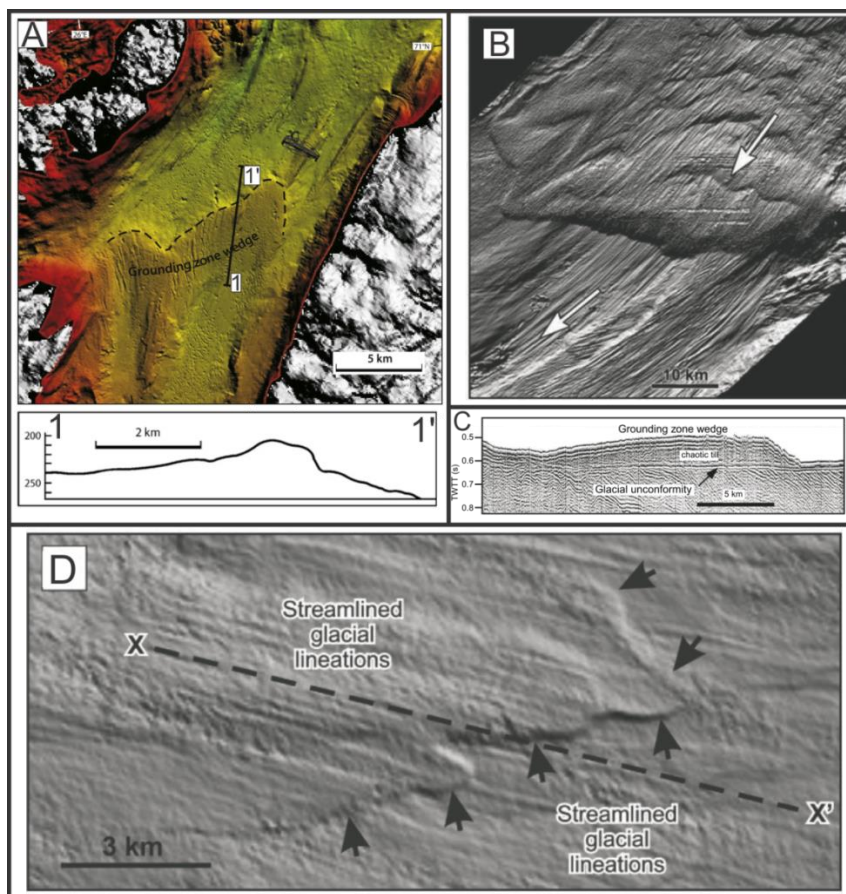 A
26°E
71°N
1'
Grounding zone wedge
1
5 km
B
10 km
1
1'
2 km
200
250
C
Grounding zone wedge
0.5
chaotic till
0.6
Glacial unconformity
0.7
5 km
0.8
TWTT (s)
D
Streamlined
glacial
lineations
X
X'
Streamlined
glacial
lineations
3 km